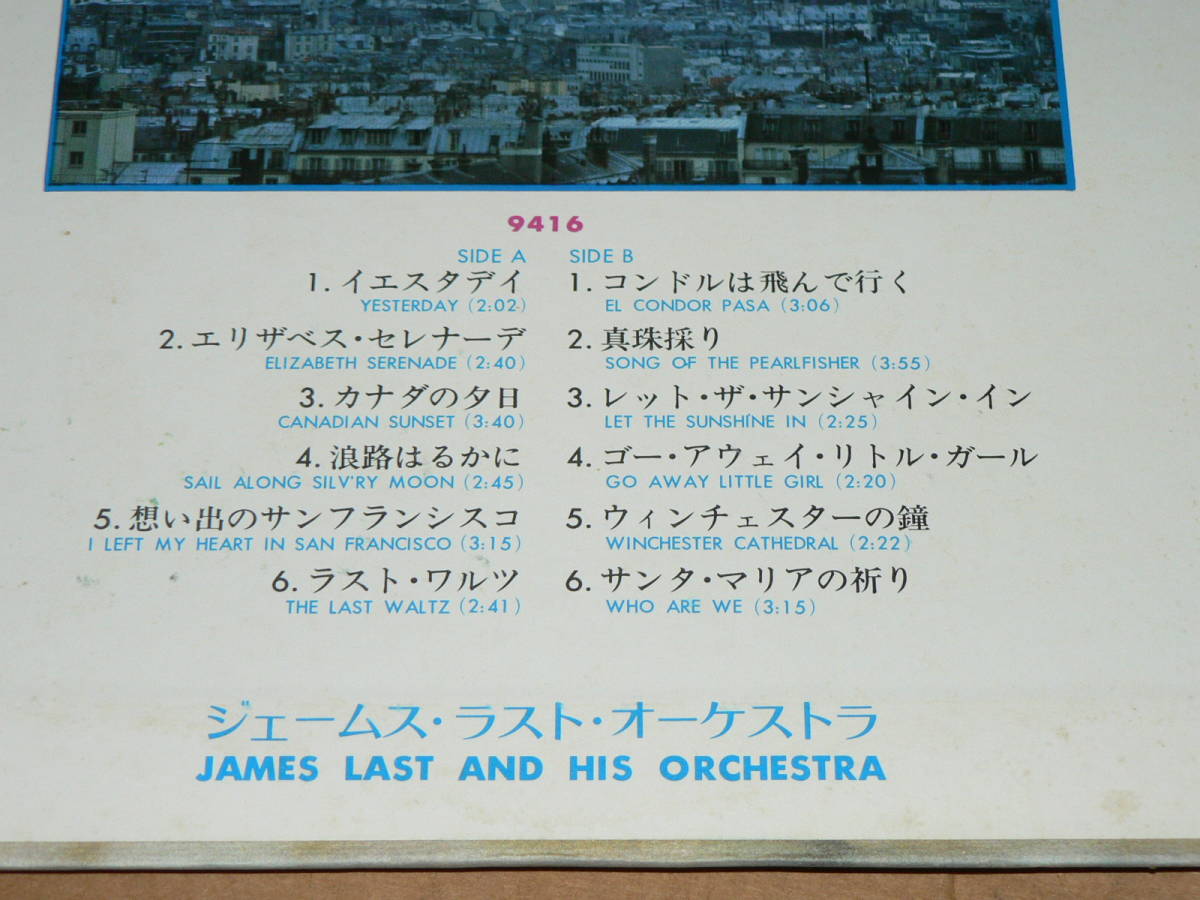 9416
SIDE A
1. イエスタデイ
YESTERDAY (2:02)
2. エリザベス・セレナーデ
ELIZABETH SERENADE (2:40)
3. カナダの夕日
CANADIAN SUNSET (3:40)
4. 浪路はるかに
SAIL ALONG SILV'RY MOON (2:45)
5. 想い出のサンフランシスコ
I LEFT MY HEART IN SAN FRANCISCO (3:15)
6. ラスト・ワルツ
THE LAST WALTZ (2:41)
SIDE B
1. コンドルは飛んで行く
EL CONDOR PASA (3:06)
2. 真珠採り
SONG OF THE PEARLFISHER (3:55)
3. レット・ザ・サンシャイン・イン
LET THE SUNSHINE IN (2:25)
4. ゴー・アウェイ・リトル・ガール
GO AWAY LITTLE GIRL (2:20)
5. ウィンチェスターの鐘
WINCHESTER CATHEDRAL (2:22)
6. サンタ・マリアの祈り
WHO ARE WE (3:15)
ジェームス・ラスト・オーケストラ
JAMES LAST AND HIS ORCHESTRA